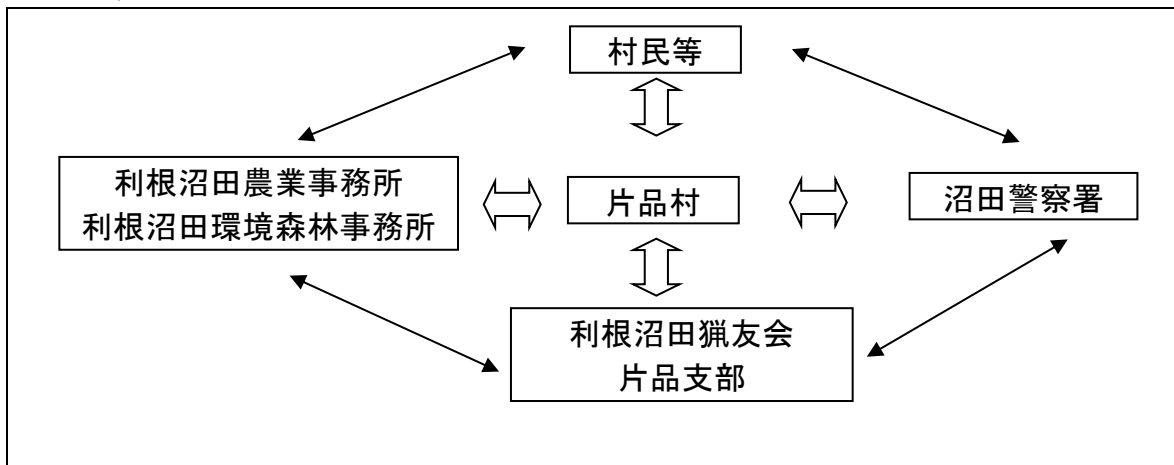 村民等
利根沼田農業事務所
利根沼田環境森林事務所
片品村
沼田警察署
利根沼田猟友会
片品支部